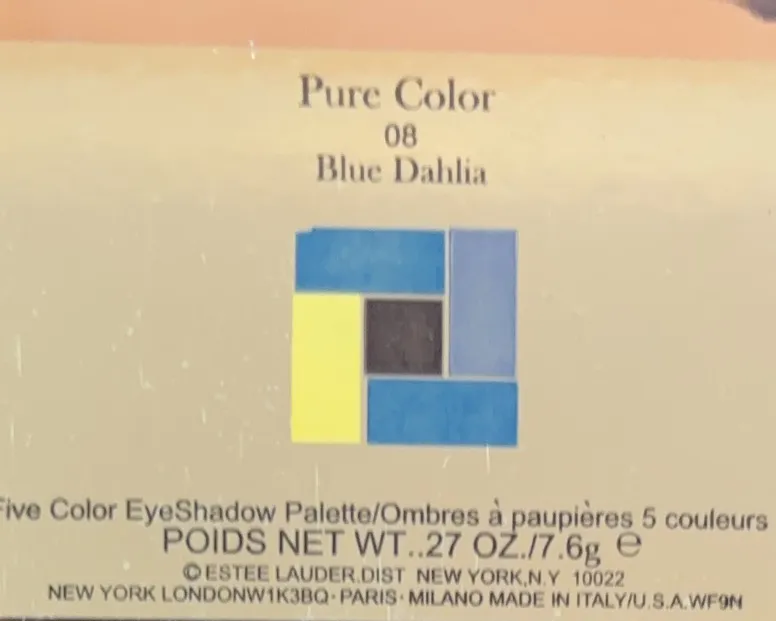 Pure Color
08
Blue Dahlia
Five Color EyeShadow Palette/Ombres à paupières 5 couleurs
POIDS NET WT..27 OZ./7.6g ℮
©ESTEE LAUDER.DIST NEW YORK,N.Y 10022
NEW YORK LONDONW1K3BQ·PARIS·MILANO MADE IN ITALY/U.S.A.WF9N